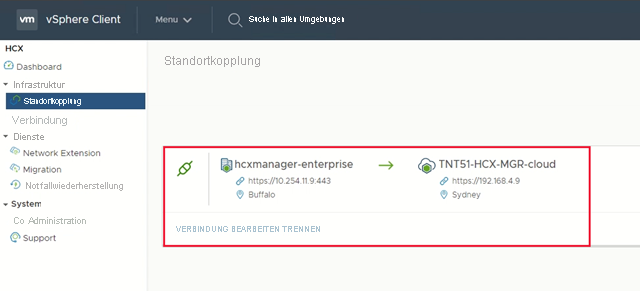 vm vSphere Client Menu Suche in allen Umgebungen
HCX
Dashboard
Infrastruktur
Standortkopplung
Verbindung
Dienste
Network Extension
Migration
Notfallwiederherstellung
System
Co Administration
Support
Standortkopplung
hcxmanager-enterprise
https://10.254.11.9:443
Buffalo
TNT51-HCX-MGR-cloud
https://192.168.4.9
Sydney
VERBINDUNG BEARBEITEN TRENNEN